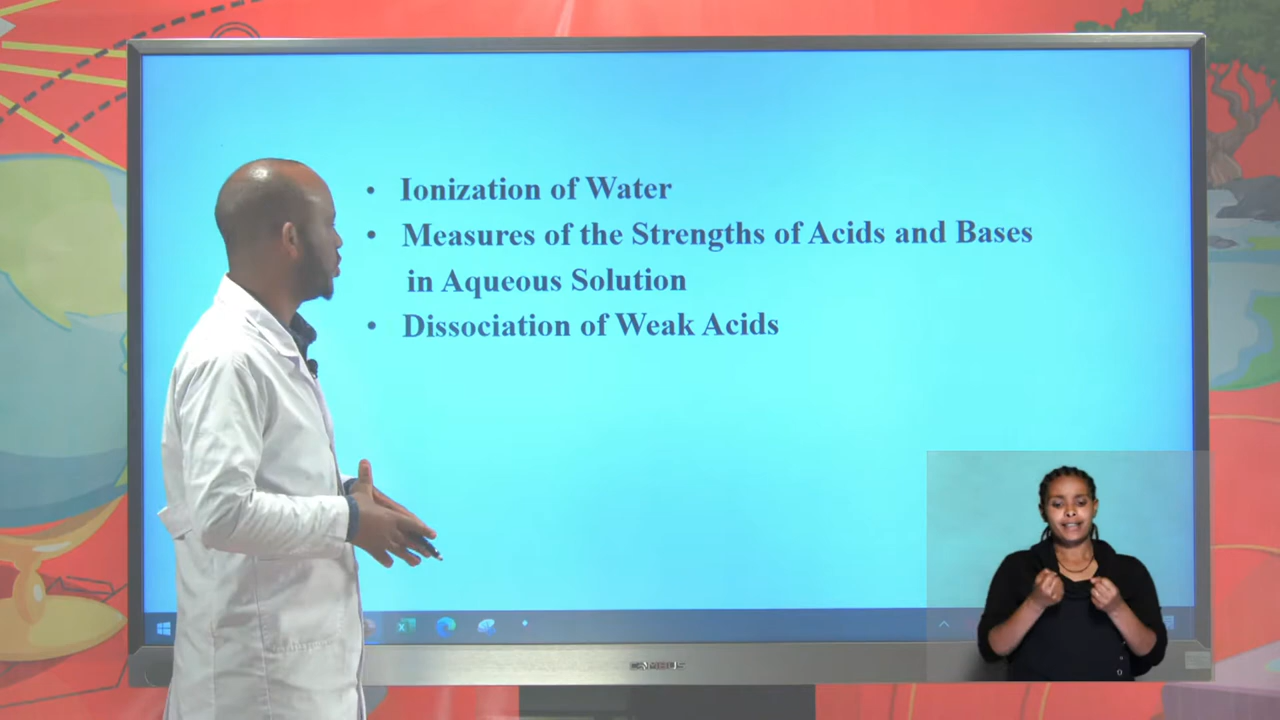 • Ionization of Water
• Measures of the Strengths of Acids and Bases
in Aqueous Solution
• Dissociation of Weak Acids